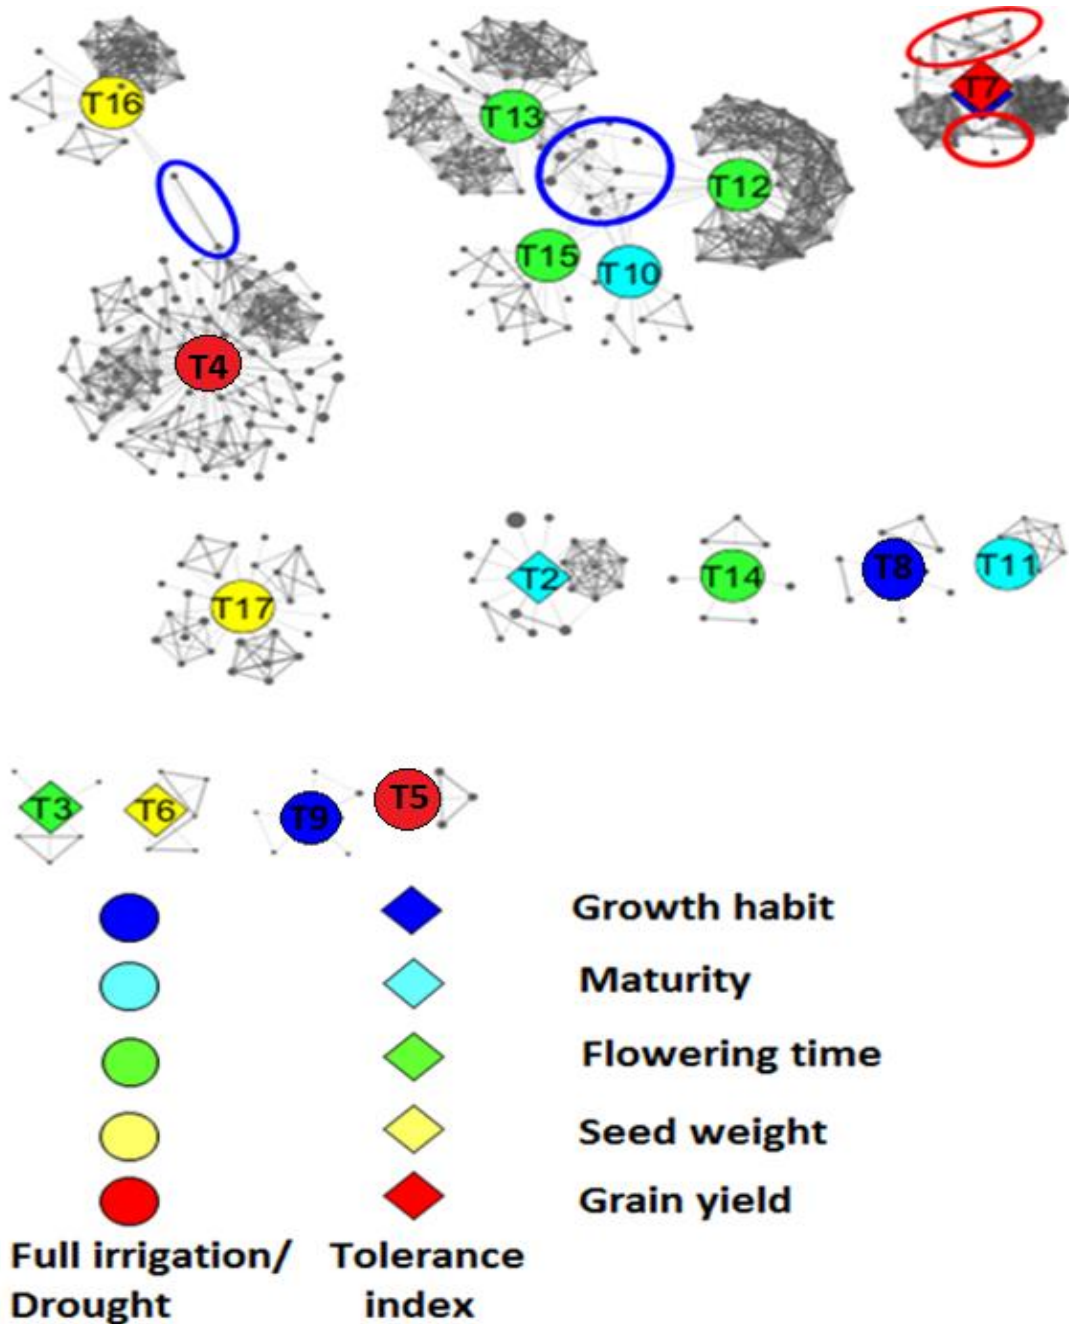 T16
T13
T7
T12
T15
T10
T4
T17
T2
T14
T8
T11
T3
T6
T9
T5
Growth habit
Maturity
Flowering time
Seed weight
Grain yield
Full irrigation/
Drought
Tolerance
index